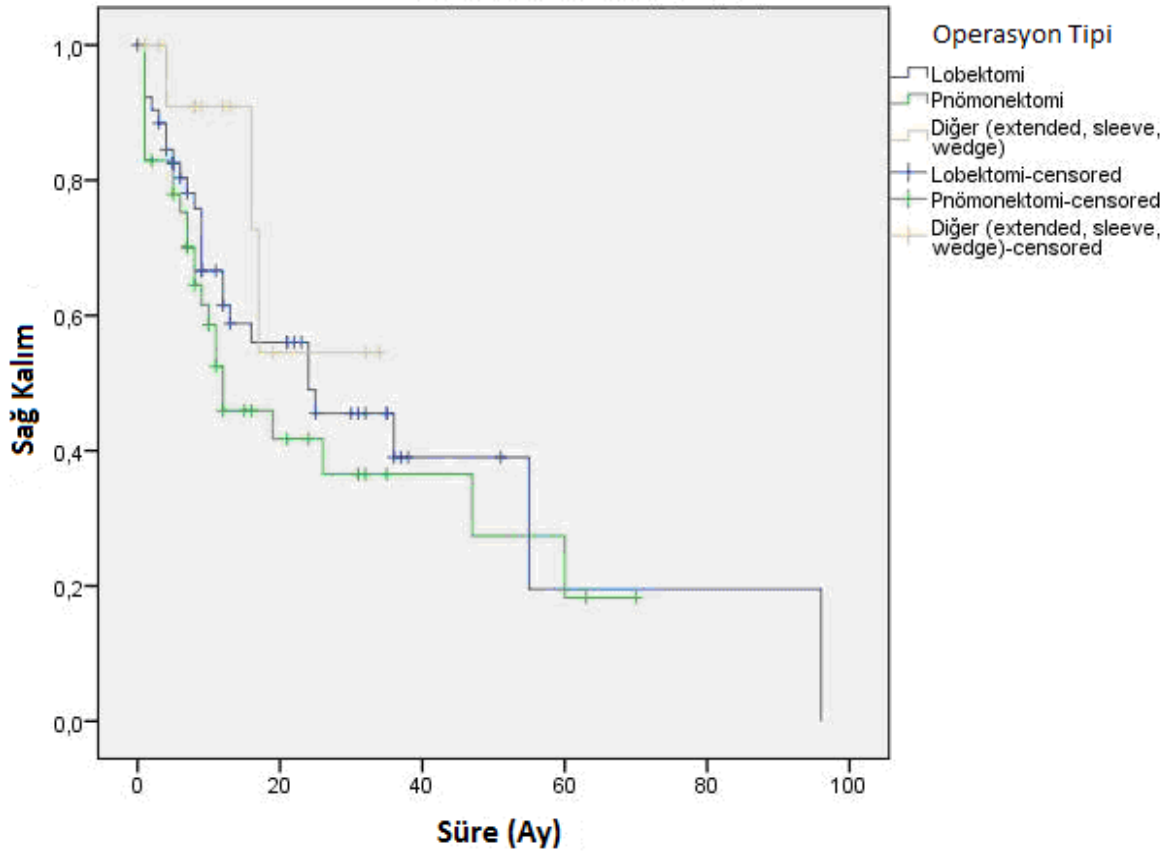 Operasyon Tipi
Lobektomi
Pnömonektomi
Diğer (extended, sleeve,
wedge)
Lobektomi-censored
Pnömonektomi-censored
Diğer (extended, sleeve,
wedge)-censored
Sağ Kalım
1,0
0,8
0,6
0,4
0,2
0,0
0 20 40 60 80 100
Süre (Ay)